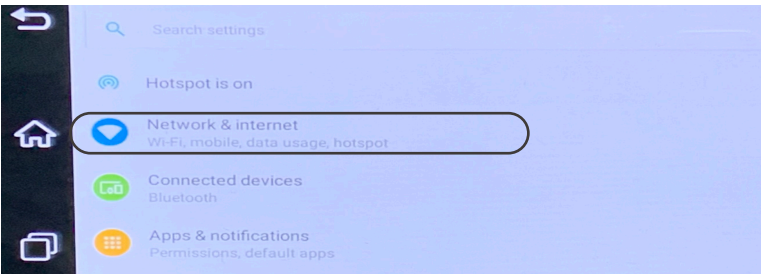 Search settings
Hotspot is on
Network & internet
Wi-Fi, mobile, data usage, hotspot
Connected devices
Bluetooth
Apps & notifications
Permissions, default apps